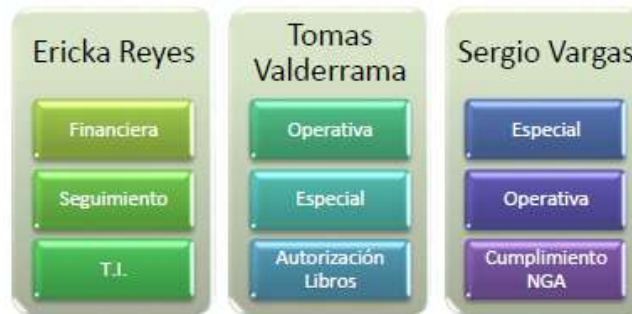 Ericka Reyes
Financiera
Seguimiento
T.I.
Tomas
Valderrama
Operativa
Especial
Autorización
Libros
Sergio Vargas
Especial
Operativa
Cumplimiento
NGA